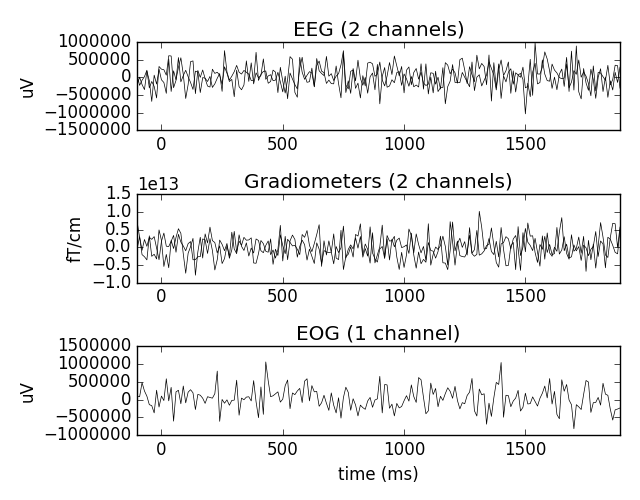 EEG (2 channels)
1000000
500000
0
−500000
−1000000
−1500000
uV
0 500 1000 1500
Gradiometers (2 channels)
1e13
1.5
1.0
0.5
0.0
−0.5
−1.0
fT/cm
0 500 1000 1500
EOG (1 channel)
1500000
1000000
500000
0
−500000
−1000000
uV
0 500 1000 1500
time (ms)